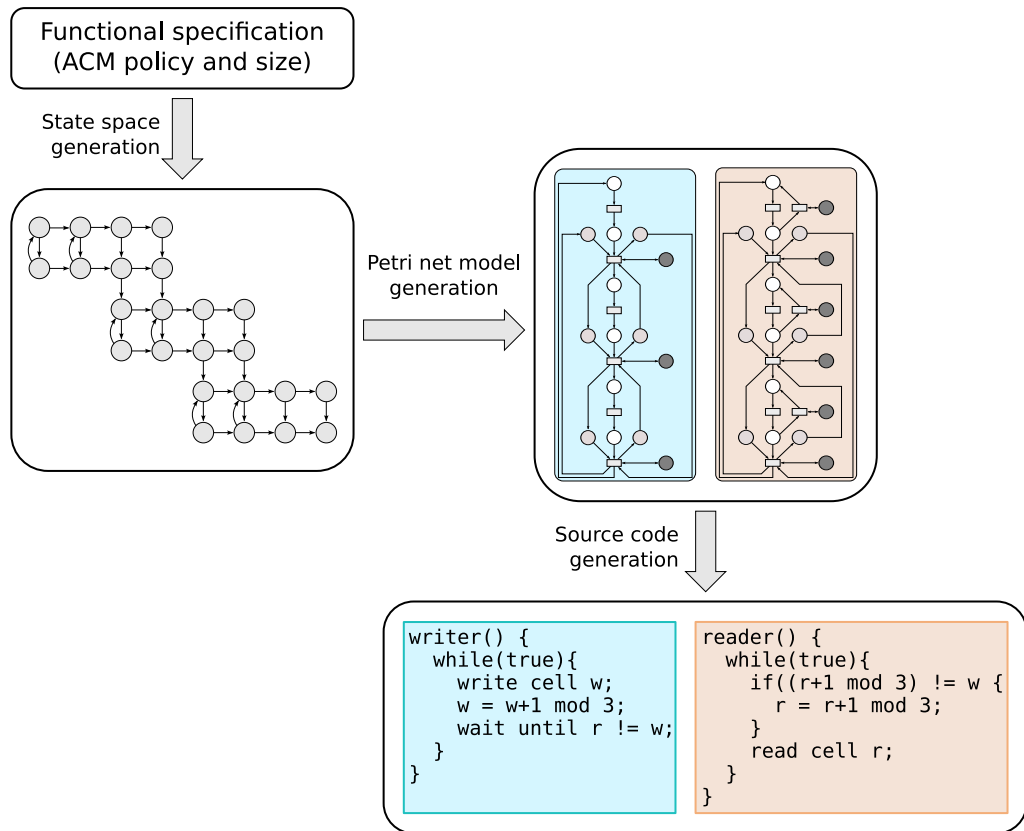 Functional specification
(ACM policy and size)
State space
generation
Petri net model
generation
Source code
generation
writer() {
  while(true){
    write cell w;
    w = w+1 mod 3;
    wait until r != w;
  }
}
reader() {
  while(true){
    if((r+1 mod 3) != w {
      r = r+1 mod 3;
    }
    read cell r;
  }
}